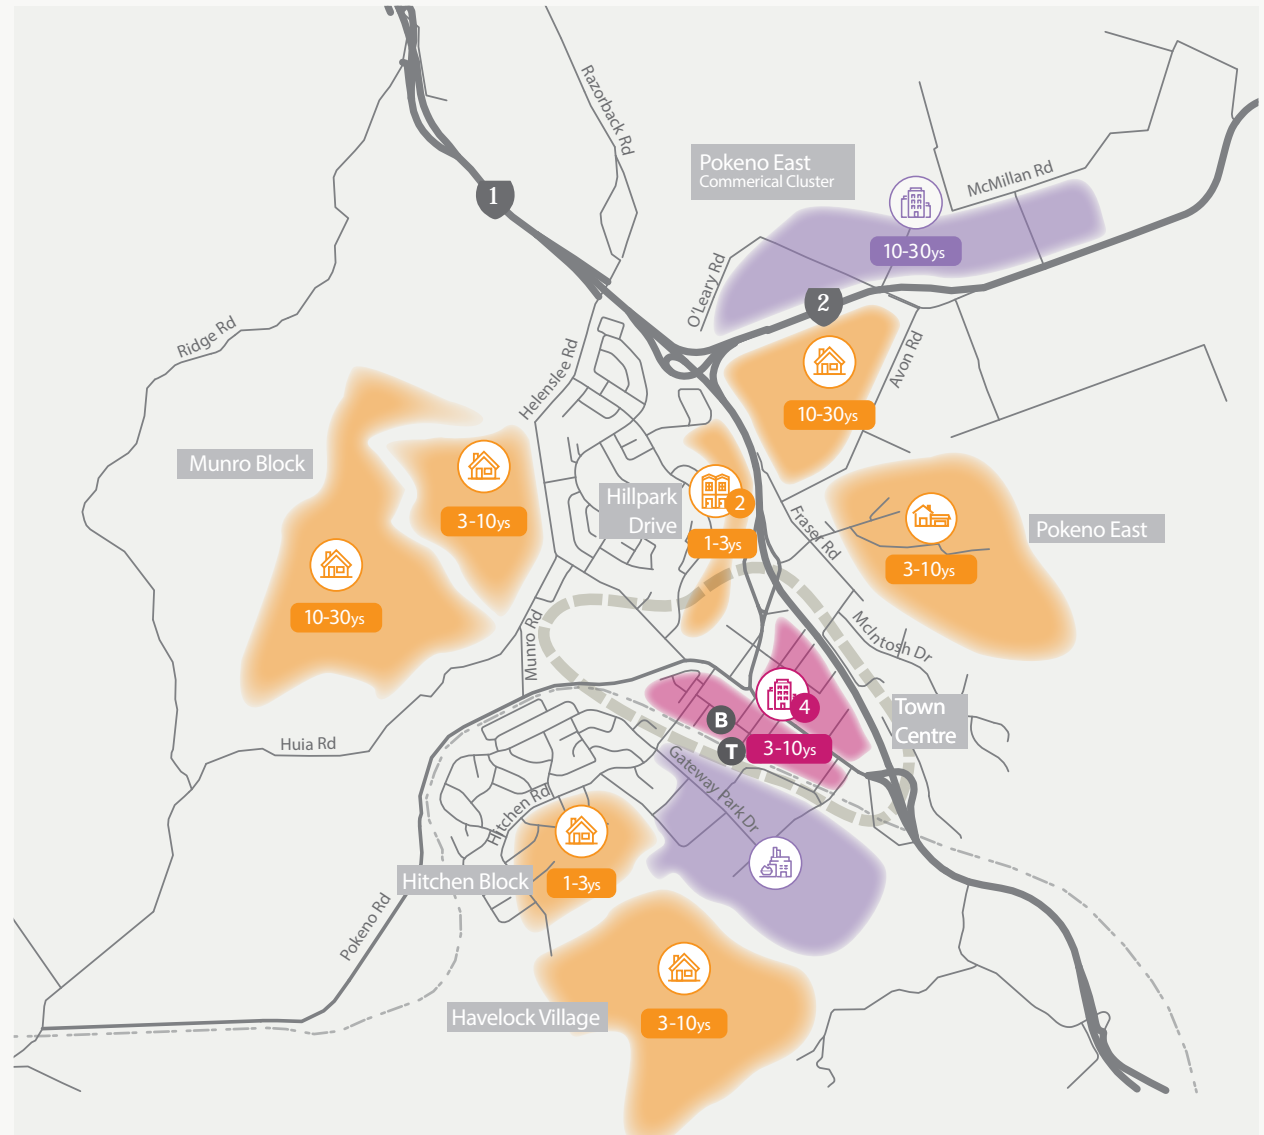 Razorback Rd
Pokeno East
Commerical Cluster
McMillan Rd
1
10-30ys
O'Leary Rd
2
Ridge Rd
Helenslee Rd
Avon Rd
10-30ys
Munro Block
3-10ys
Hillpark
Drive
2
1-3ys
Fraser Rd
Pokeno East
3-10ys
10-30ys
Munro Rd
McIntosh Dr
4
B
T
3-10ys
Town
Centre
Huia Rd
Gateway Park Dr
Hitchen Rd
Hitchen Block
1-3ys
Pokeno Rd
Havelock Village
3-10ys